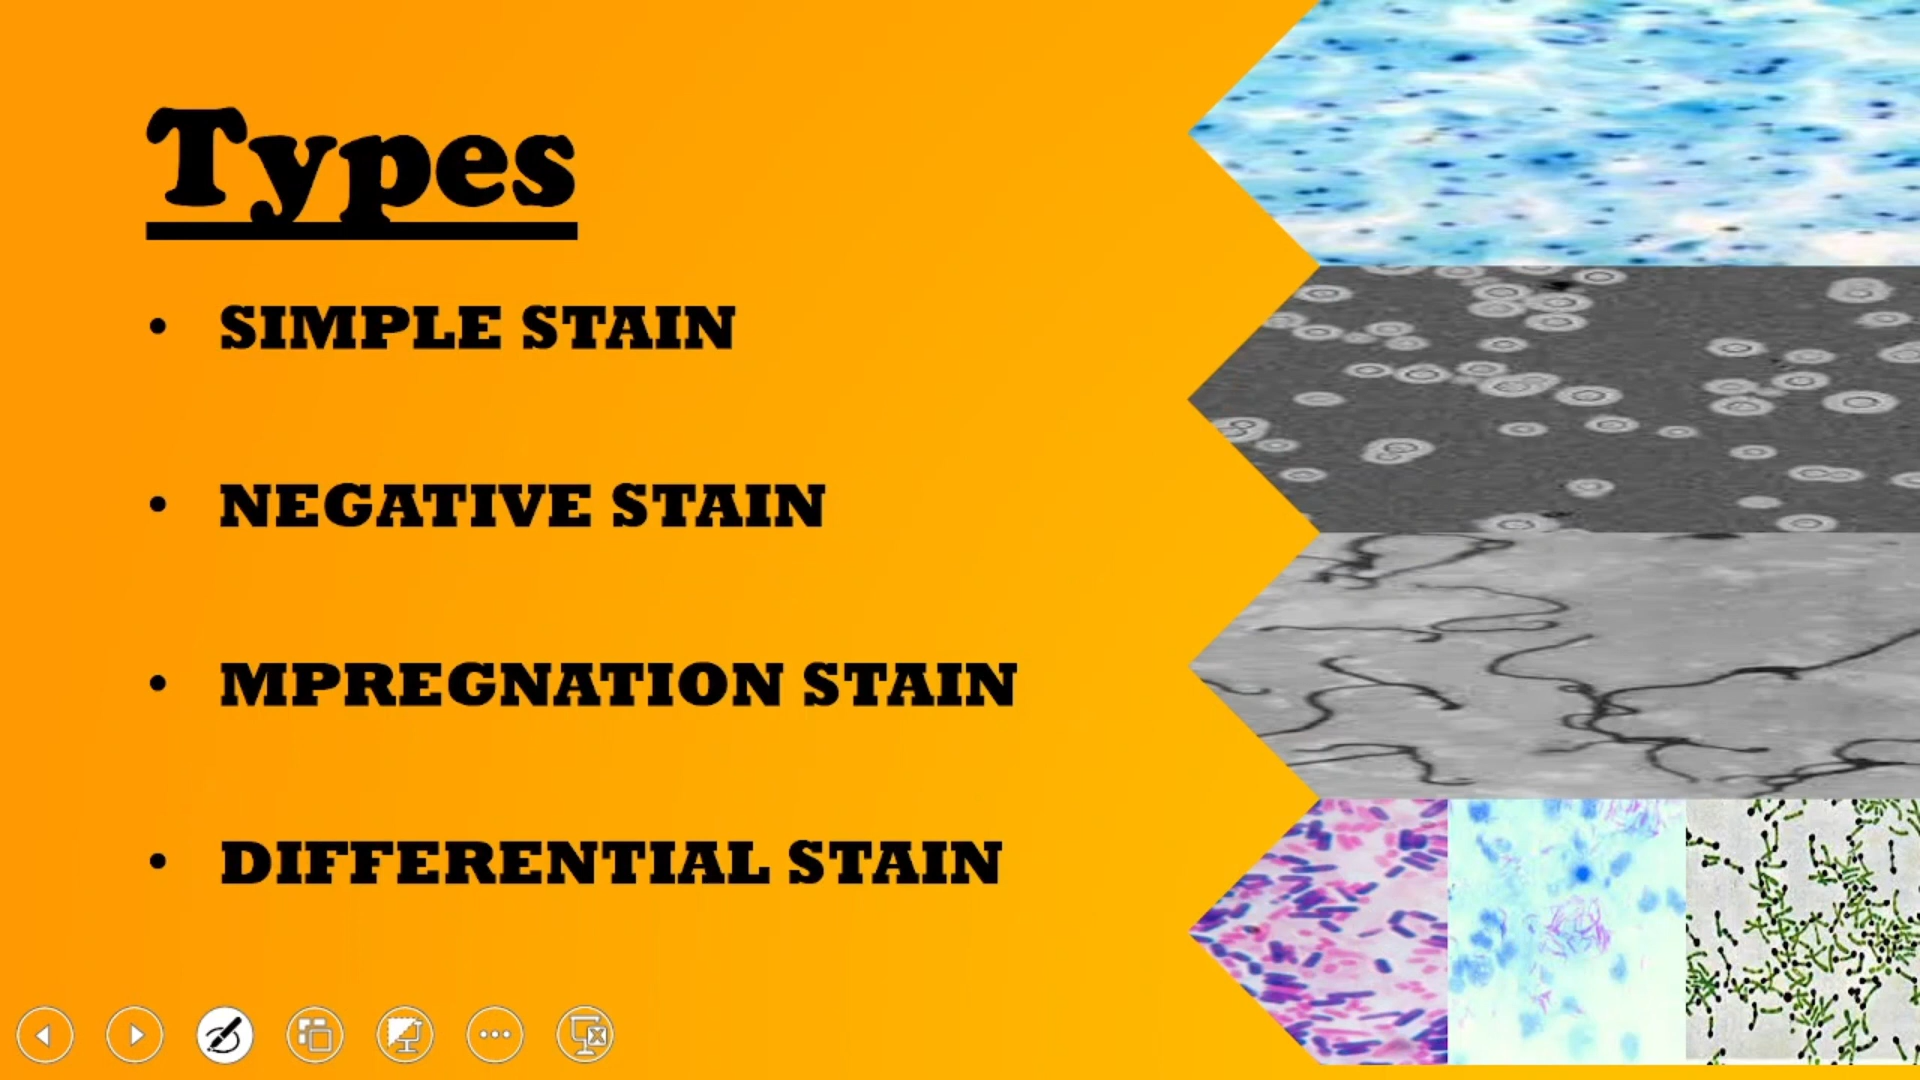 Types
• SIMPLE STAIN
• NEGATIVE STAIN
• MPREGNATION STAIN
• DIFFERENTIAL STAIN